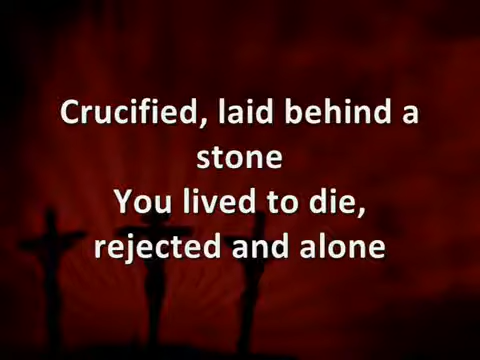 Crucified, laid behind a
stone
You lived to die,
rejected and alone